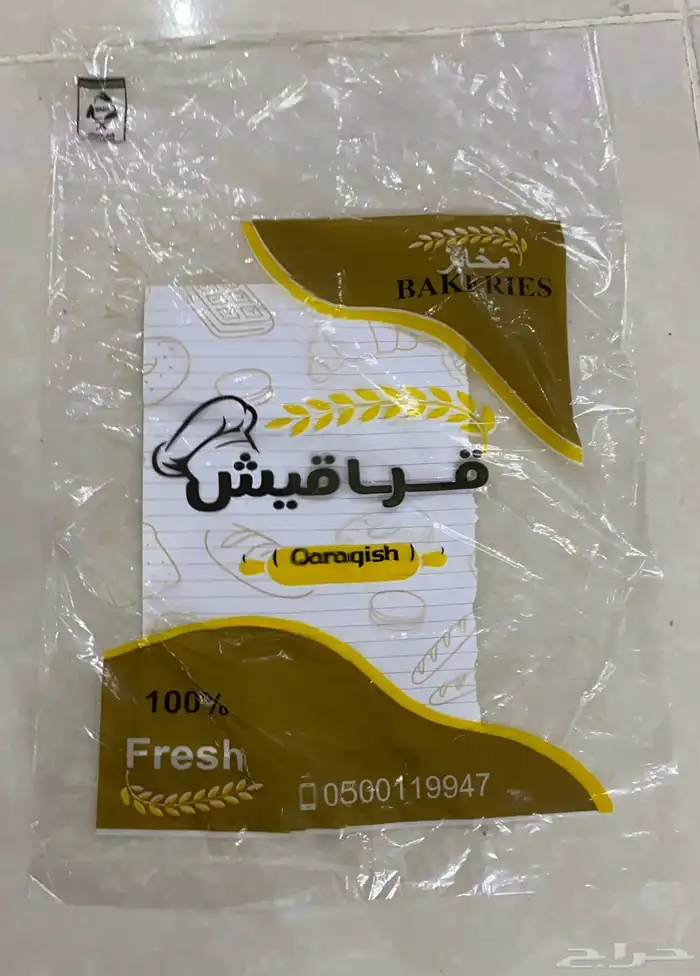 مخابز
BAKERIES
قراقيش
( Qaraqish )
100%
Fresh
0500119947
حراج